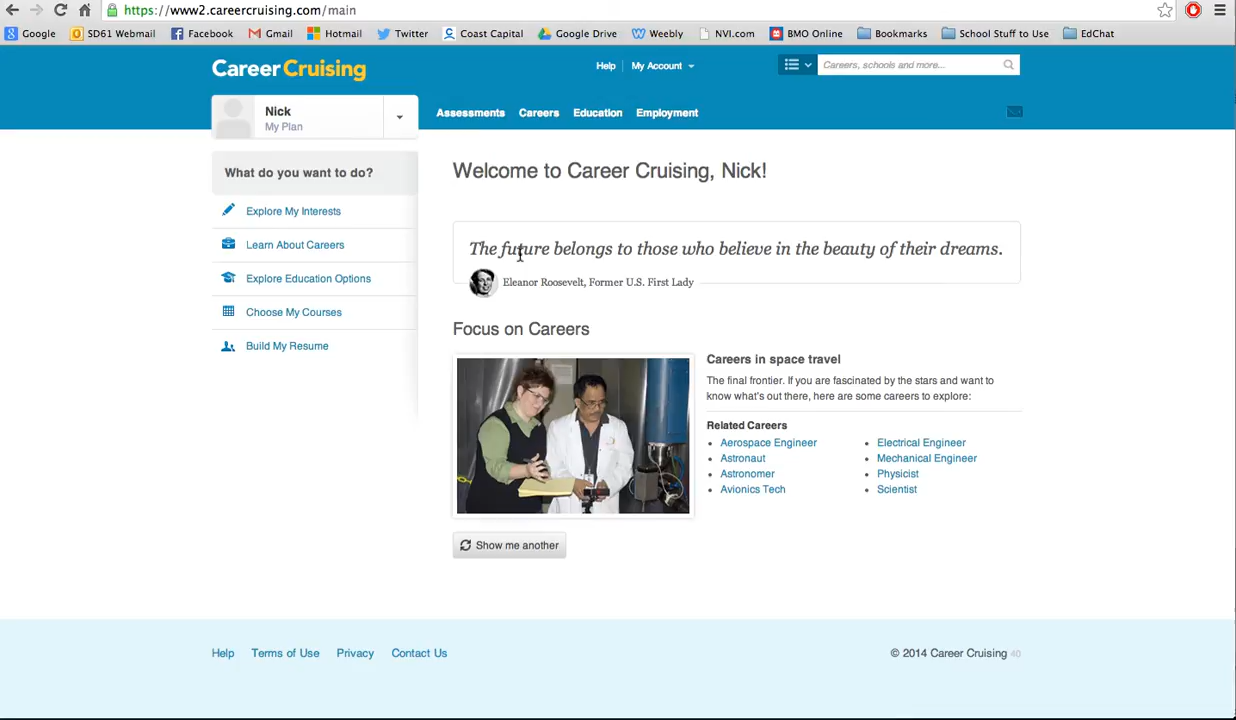 https://www2.careercruising.com/main
Google SD61 Webmail Facebook Gmail Hotmail Twitter Coast Capital Google Drive Weebly NVI.com BMO Online Bookmarks School Stuff to Use EdChat
CareerCruising
Help My Account
Careers, schools and more...
Nick
My Plan
Assessments Careers Education Employment
What do you want to do?
Explore My Interests
Learn About Careers
Explore Education Options
Choose My Courses
Build My Resume
Welcome to Career Cruising, Nick!
The future belongs to those who believe in the beauty of their dreams.
Eleanor Roosevelt, Former U.S. First Lady
Focus on Careers
Careers in space travel
The final frontier. If you are fascinated by the stars and want to
know what's out there, here are some careers to explore:
Related Careers
Aerospace Engineer
Astronaut
Astronomer
Avionics Tech
Electrical Engineer
Mechanical Engineer
Physicist
Scientist
Show me another
Help Terms of Use Privacy Contact Us
© 2014 Career Cruising 40